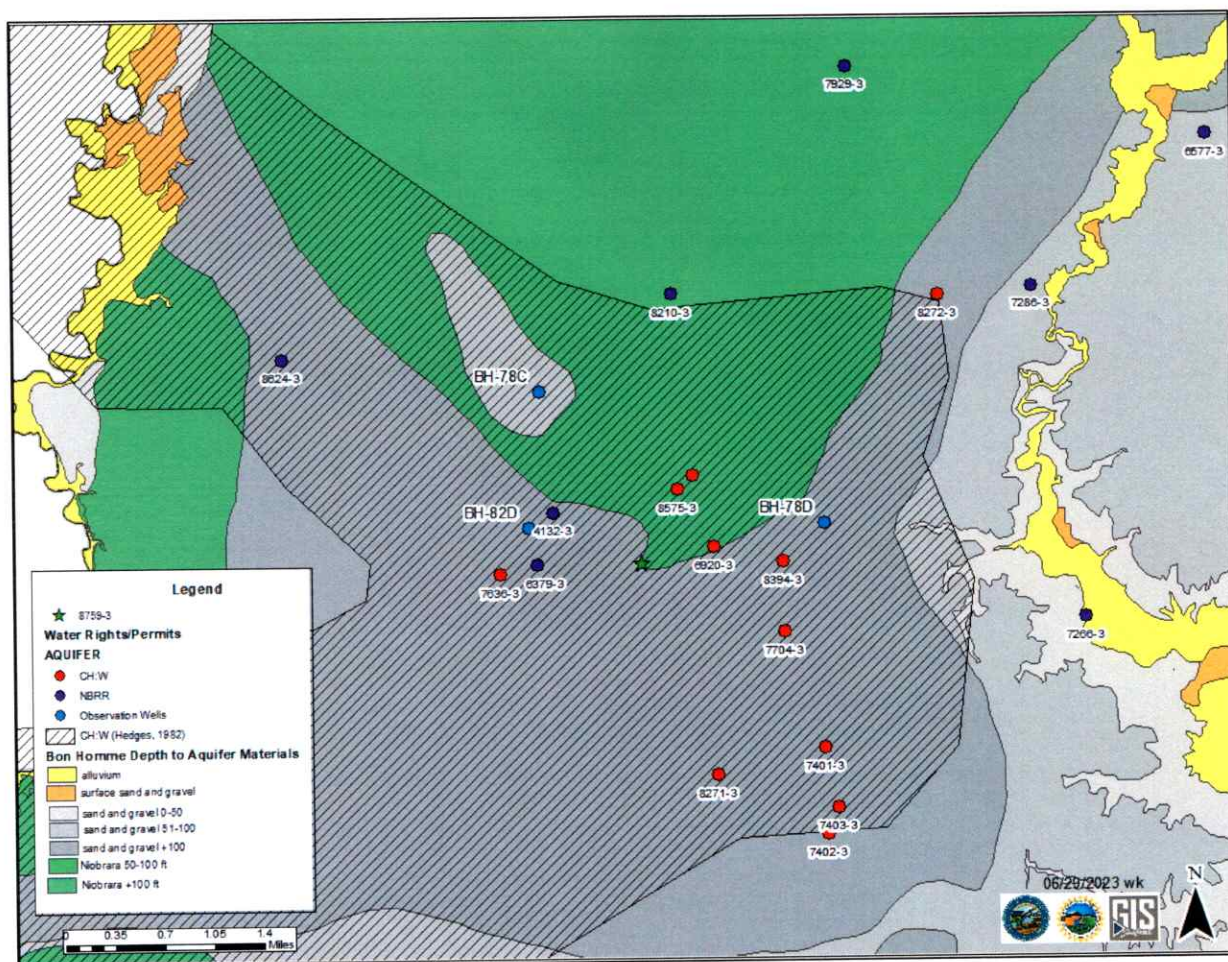 7929-3
6577-3
7286-3
8210-3
8272-3
8624-3
BH-78C
8575-3
BH-82D
4132-3
BH-78D
6920-3
8394-3
7636-3
6379-3
7704-3
7266-3
7401-3
8271-3
7403-3
7402-3
Legend
8759-3
Water Rights/Permits
AQUIFER
CH:W
NBRR
Observation Wells
CH:W (Hedges, 1982)
Bon Homme Depth to Aquifer Materials
alluvium
surface sand and gravel
sand and gravel 0-50
sand and gravel 51-100
sand and gravel +100
Niobrara 50-100 ft
Niobrara +100 ft
0 0.35 0.7 1.05 1.4
Miles
06/29/2023 wk
N
GIS